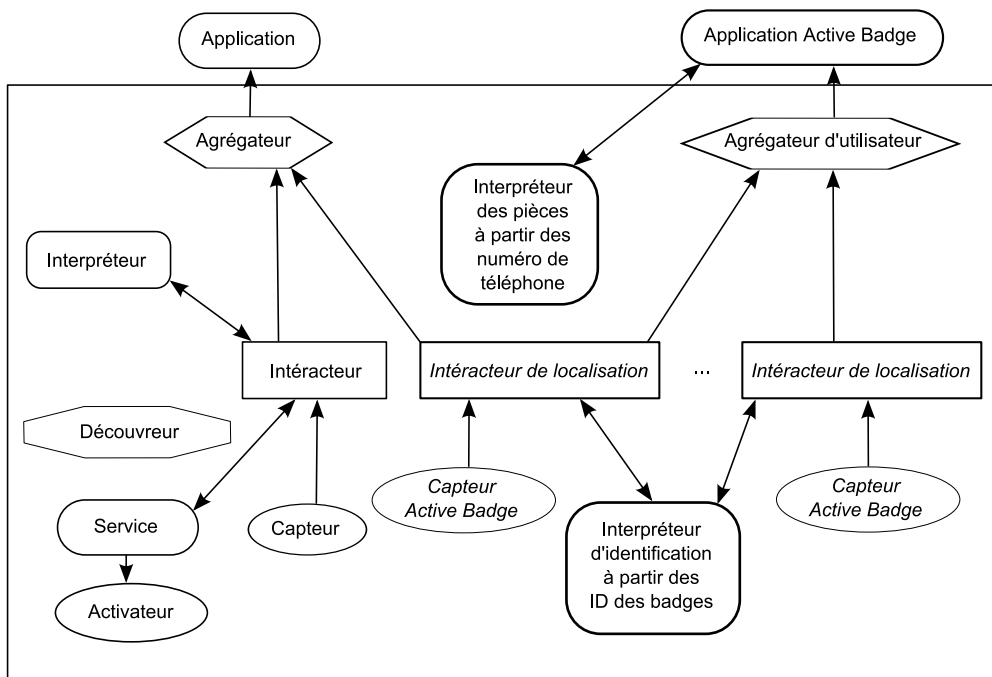 Application
Application Active Badge
Agrégateur
Agrégateur d'utilisateur
Interpréteur
des pièces
à partir des
numéro de
téléphone
Interpréteur
Intéracteur
Intéracteur de localisation
...
Intéracteur de localisation
Découvreur
Capteur
Active Badge
Capteur
Active Badge
Service
Capteur
Interpréteur
d'identification
à partir des
ID des badges
Activateur